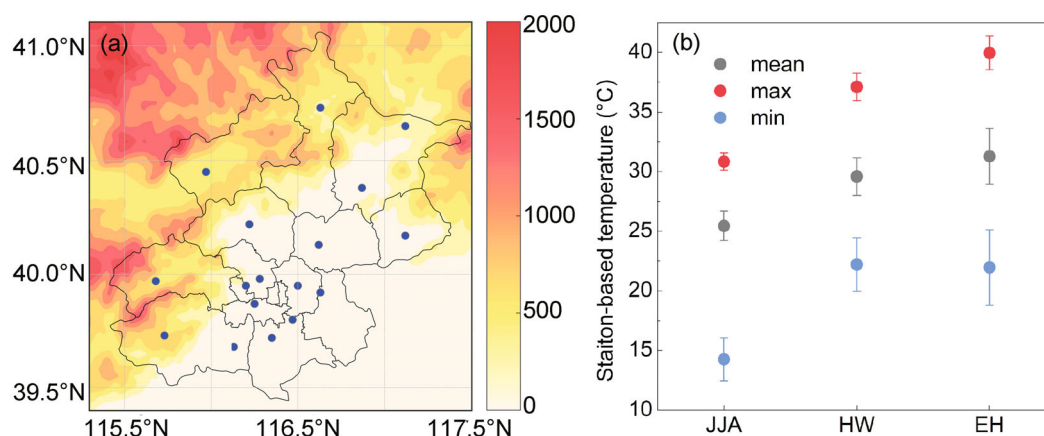 (a)
41.0°N
40.5°N
40.0°N
39.5°N
115.5°N
116.5°N
117.5°N
2000
1500
1000
500
0
(b)
mean
max
min
Staiton-based temperature (°C)
40
35
30
25
20
15
10
JJA
HW
EH